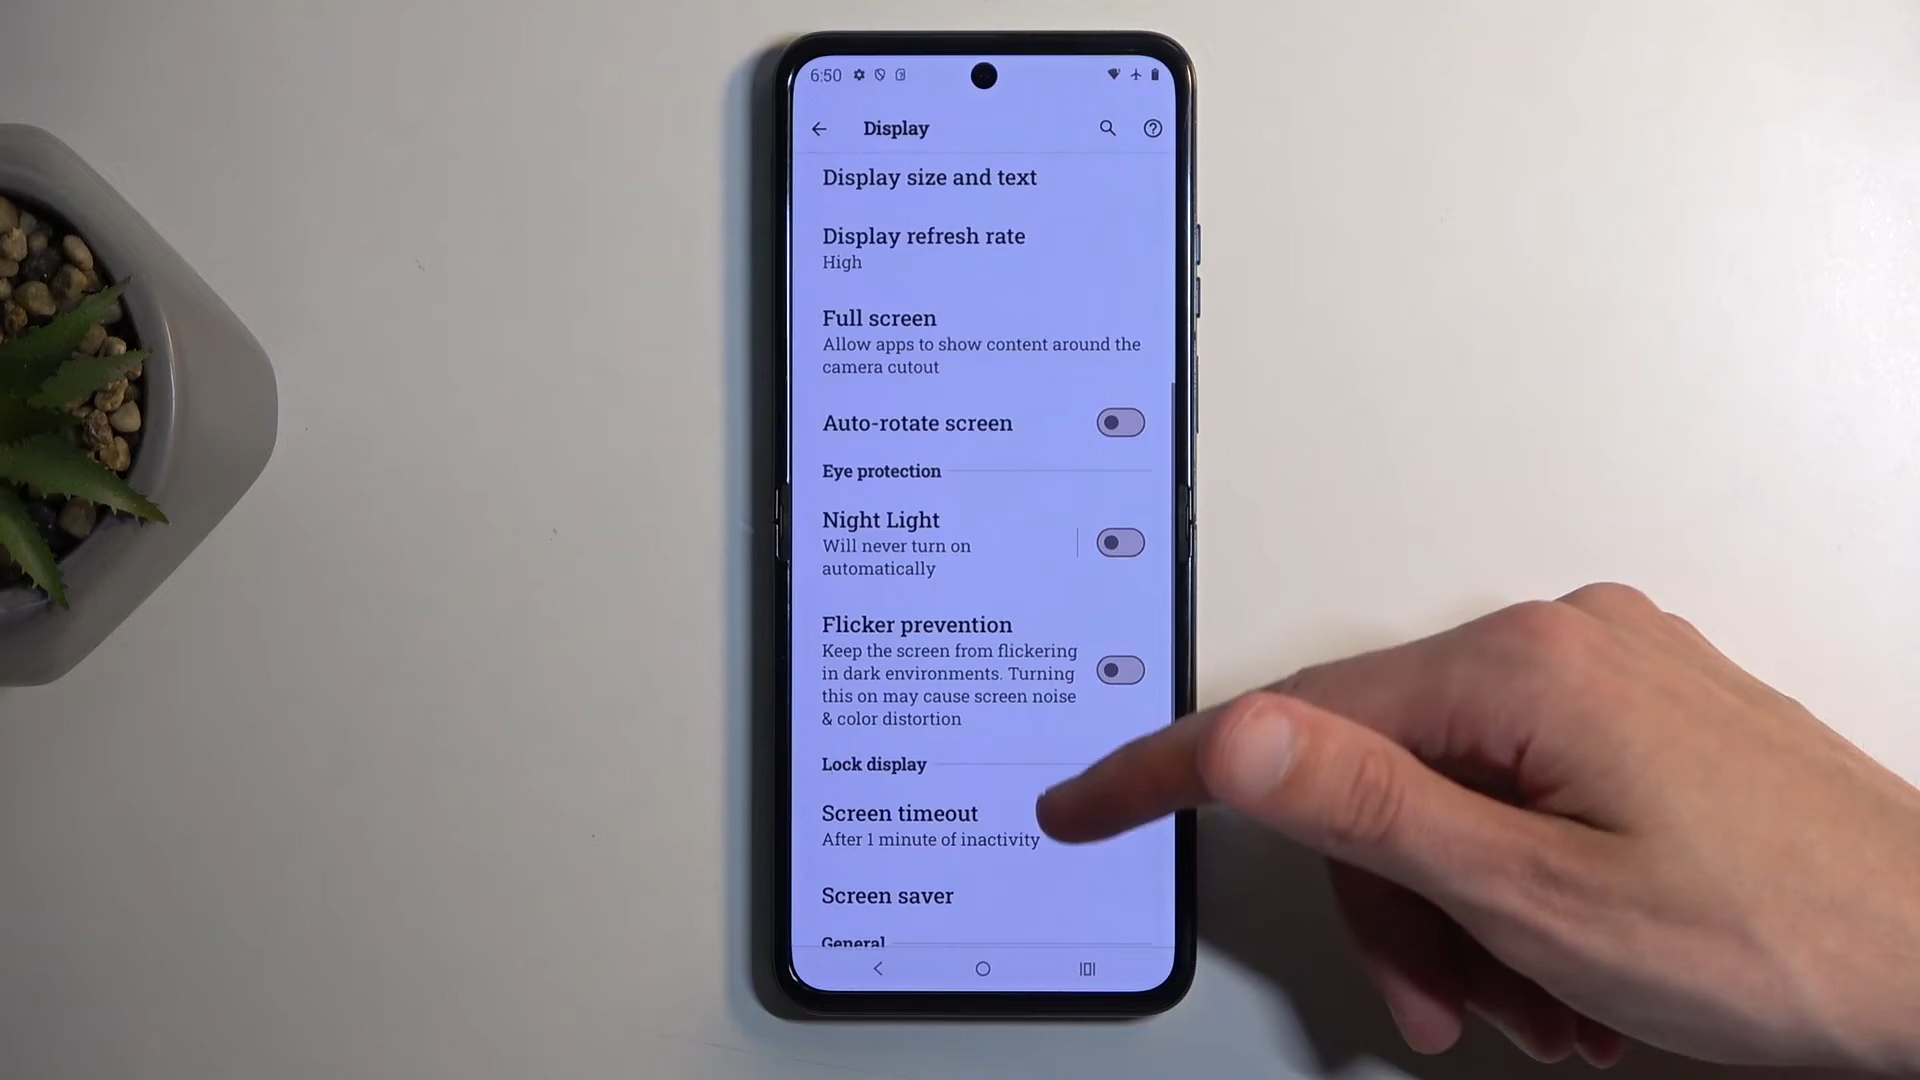 6:50
Display
Display size and text
Display refresh rate
High
Full screen
Allow apps to show content around the
camera cutout
Auto-rotate screen
Eye protection
Night Light
Will never turn on
automatically
Flicker prevention
Keep the screen from flickering
in dark environments. Turning
this on may cause screen noise
& color distortion
Lock display
Screen timeout
After 1 minute of inactivity
Screen saver
General